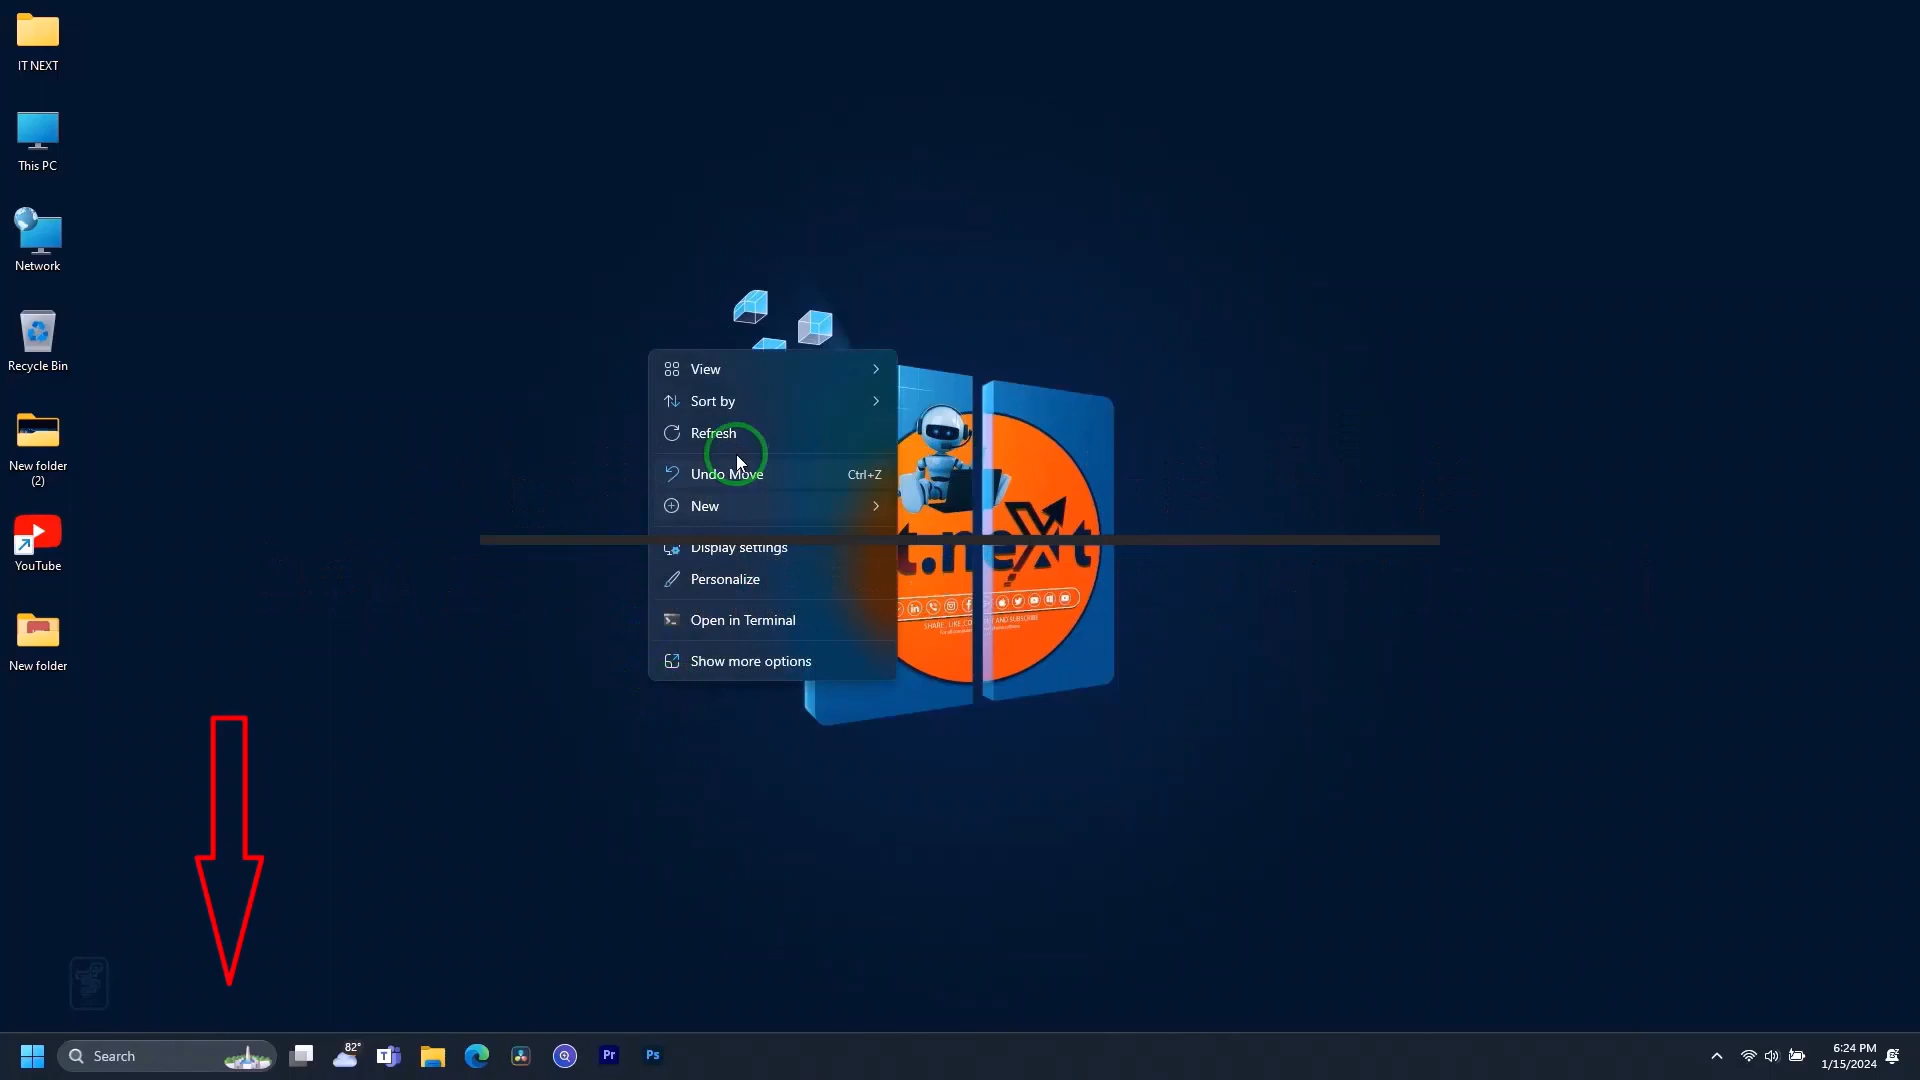 IT NEXT
This PC
Network
Recycle Bin
New folder
(2)
YouTube
New folder
View
Sort by
Refresh
Undo Move Ctrl+Z
New
Display settings
Personalize
Open in Terminal
Show more options
t.next
Search
82°
T
Pr
Ps
6:24 PM
1/15/2024